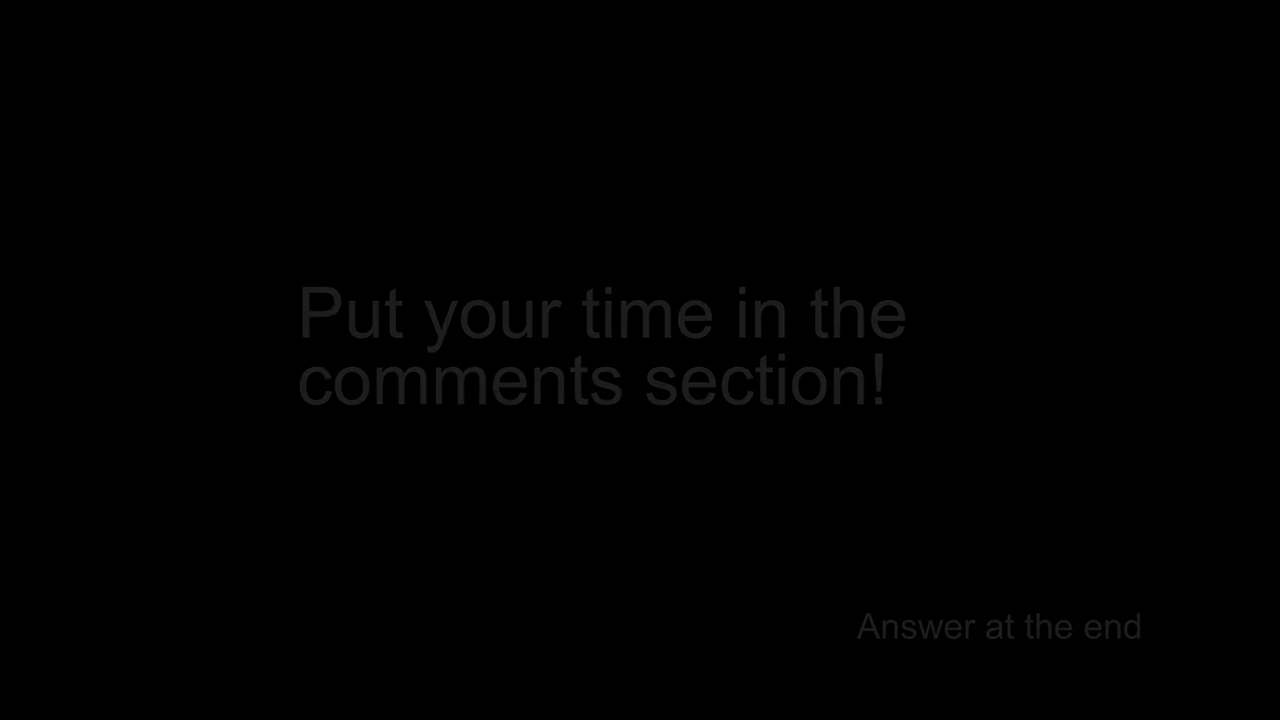 Put your time in the
comments section!
Answer at the end